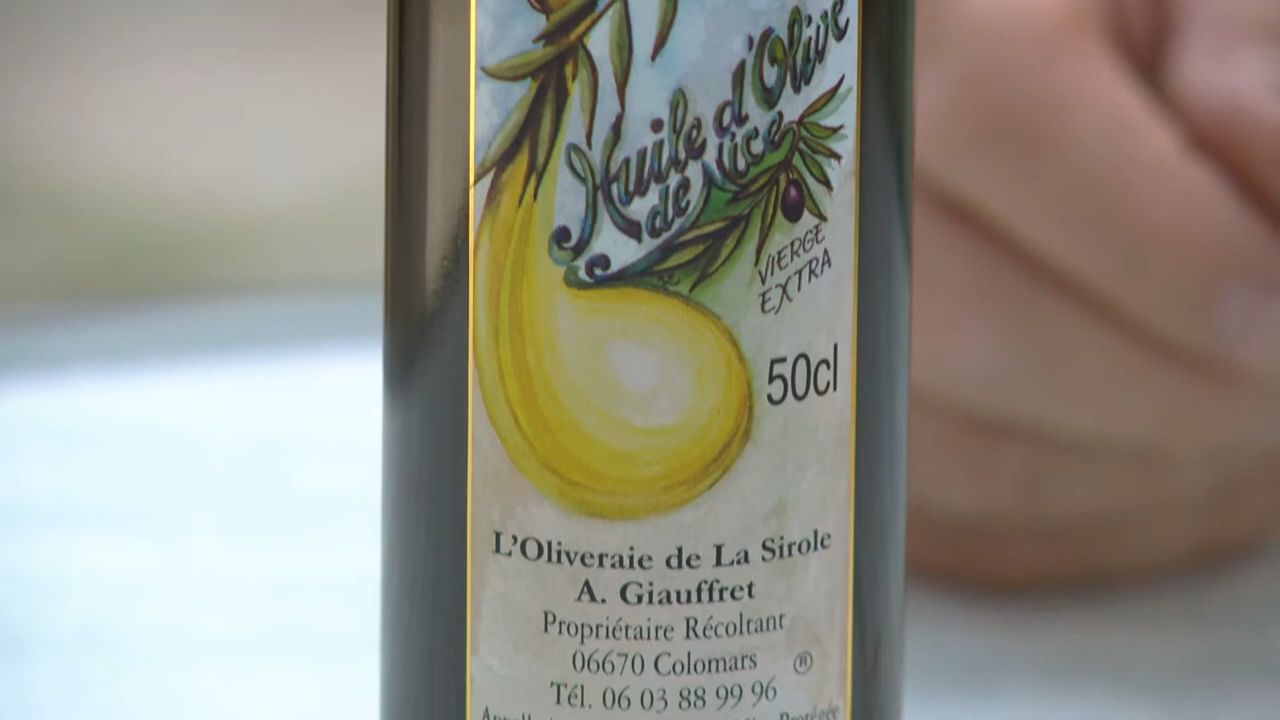 Huile d'Olive
de Nice
VIERGE
EXTRA
50cl
L'Oliveraie de La Sirole
A. Giauffret
Propriétaire Récoltant
06670 Colomars ®
Tél. 06 03 88 99 96
Protégée